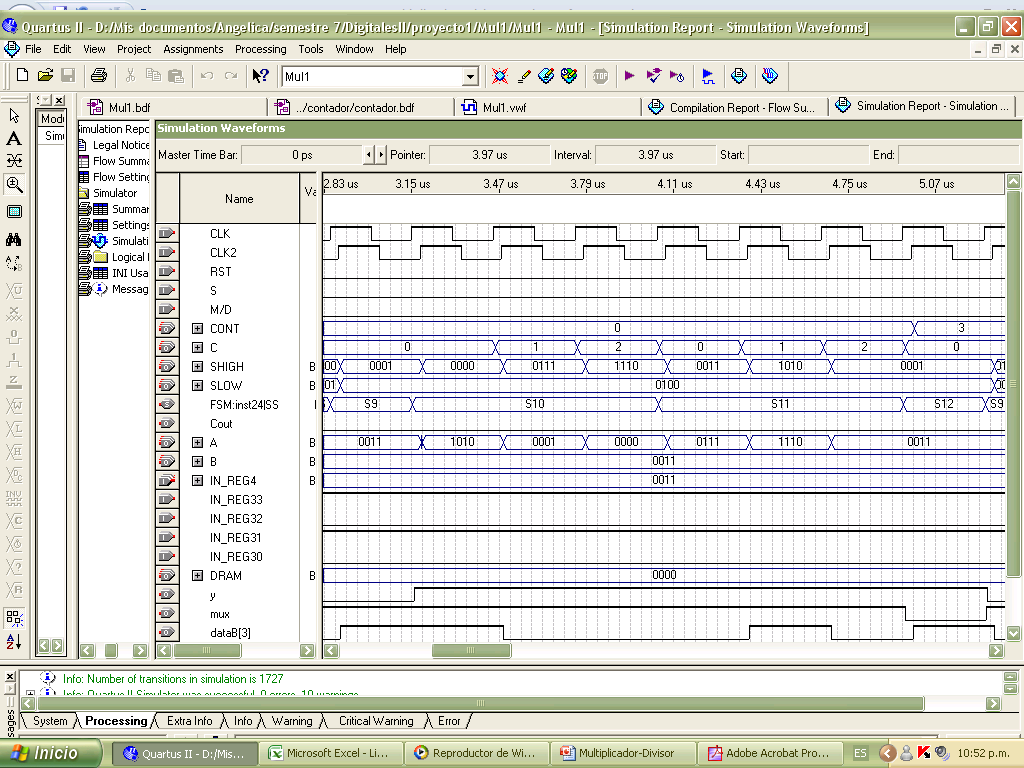 Quartus II - D:/Mis documentos/Angelica/semestre 7/DigitalesII/proyecto1/Mul1/Mul1 - Mul1 - [Simulation Report - Simulation Waveforms]
File Edit View Project Assignments Processing Tools Window Help
Mul1
STOP
Mul1.bdf
../contador/contador.bdf
Mul1.vwf
Compilation Report - Flow Su...
Simulation Report - Simulation ...
Simulation Waveforms
Master Time Bar: 0 ps Pointer: 3.97 us Interval: 3.97 us Start: End:
Simulation Repo
Legal Notice
Flow Summa
Flow Setting
Simulator
Summar
Settings
Simulati
Logical I
INI Usa
Messag
Modu
Simu
Name
Va
2.83 us 3.15 us 3.47 us 3.79 us 4.11 us 4.43 us 4.75 us 5.07 us
CLK
CLK2
RST
S
M/D
CONT 0 3
C 0 1 2 0 1 2 0
SHIGH B 00 0001 0000 0111 1110 0011 1010 0001
SLOW B 01 0100
FSM:inst24|SS S9 S10 S11 S12 S9
Cout
A B 0011 1010 0001 0000 0111 1110 0011
B B 0011
IN_REG4 B 0011
IN_REG33
IN_REG32
IN_REG31
IN_REG30
DRAM B 0000
y
mux
dataB[3]
Info: Number of transitions in simulation is 1727
Info: Quartus II Simulator was successful. 0 errors, 10 warnings
System Processing Extra Info Info Warning Critical Warning Error
Inicio
Quartus II - D:/Mis...
Microsoft Excel - Li...
Reproductor de Wi...
Multiplicador-Divisor
Adobe Acrobat Pro...
ES
10:52 p.m.